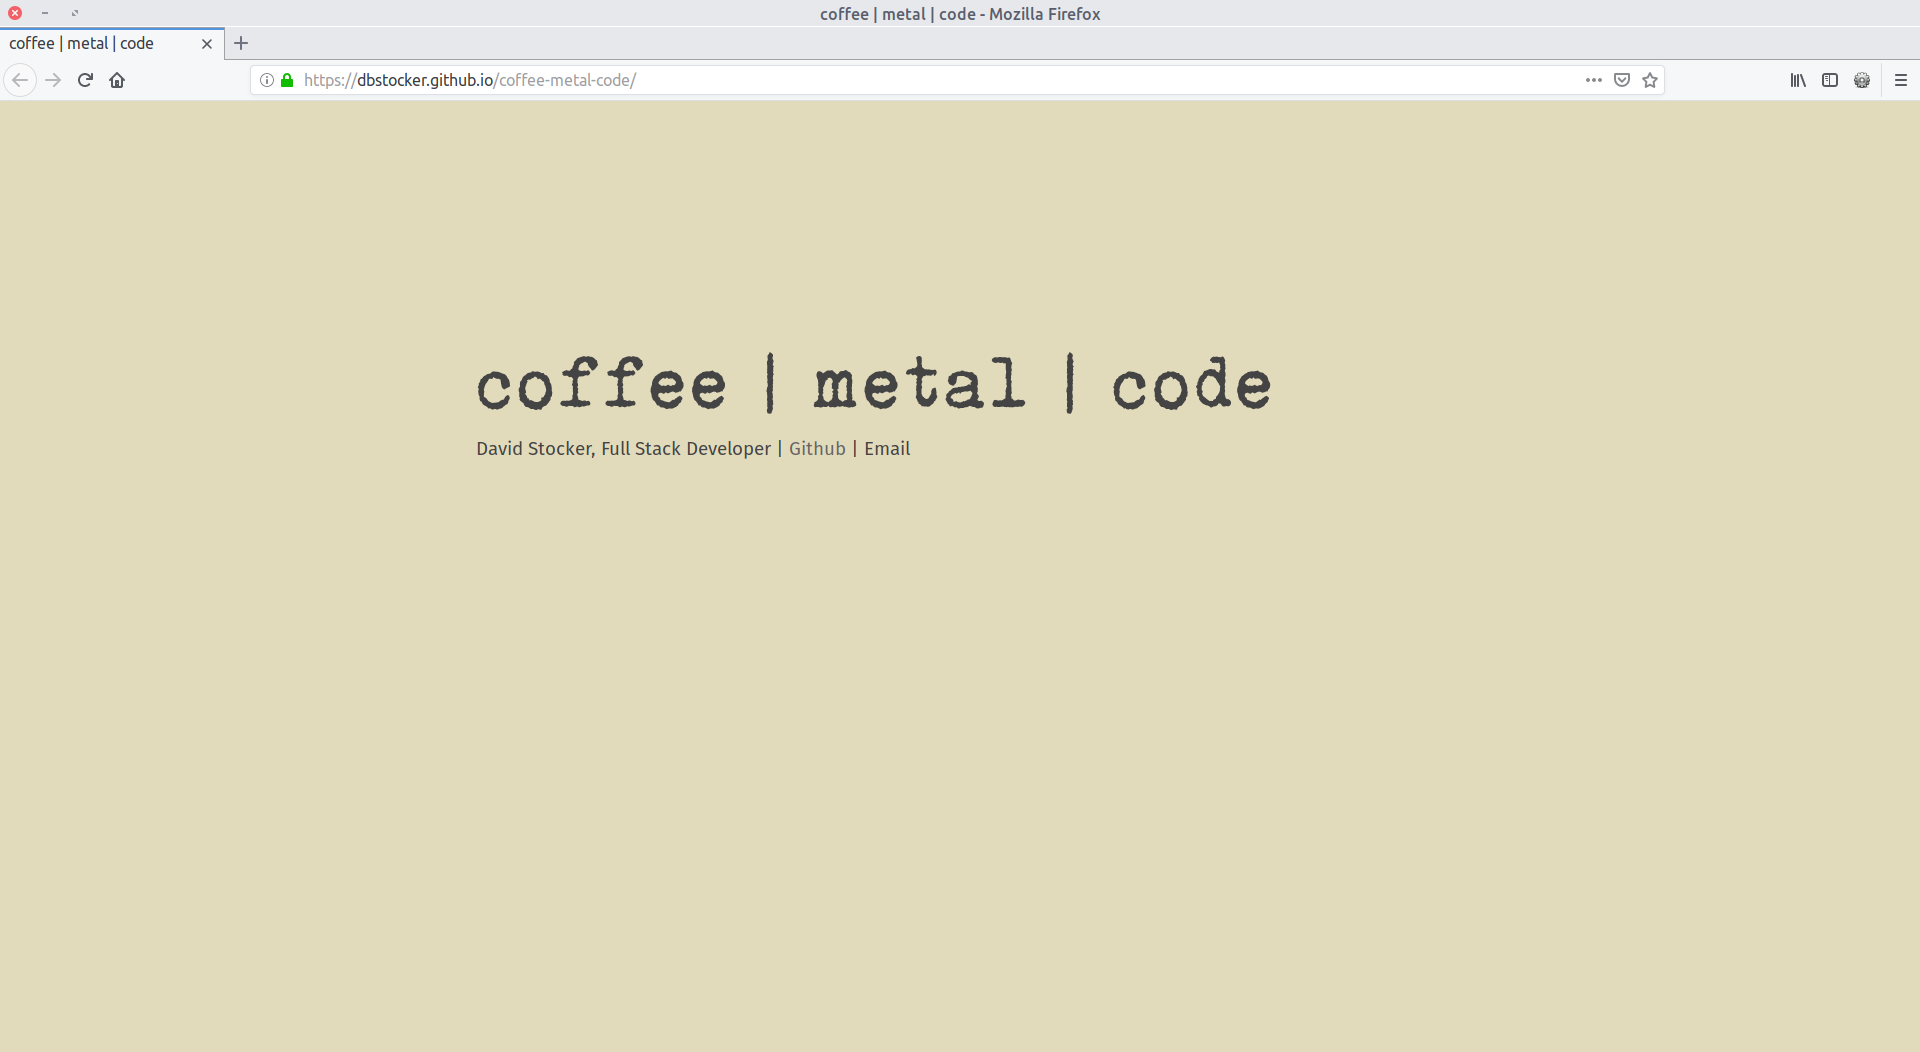 coffee | metal | code - Mozilla Firefox
coffee | metal | code
https://dbstocker.github.io/coffee-metal-code/
coffee | metal | code
David Stocker, Full Stack Developer | Github | Email